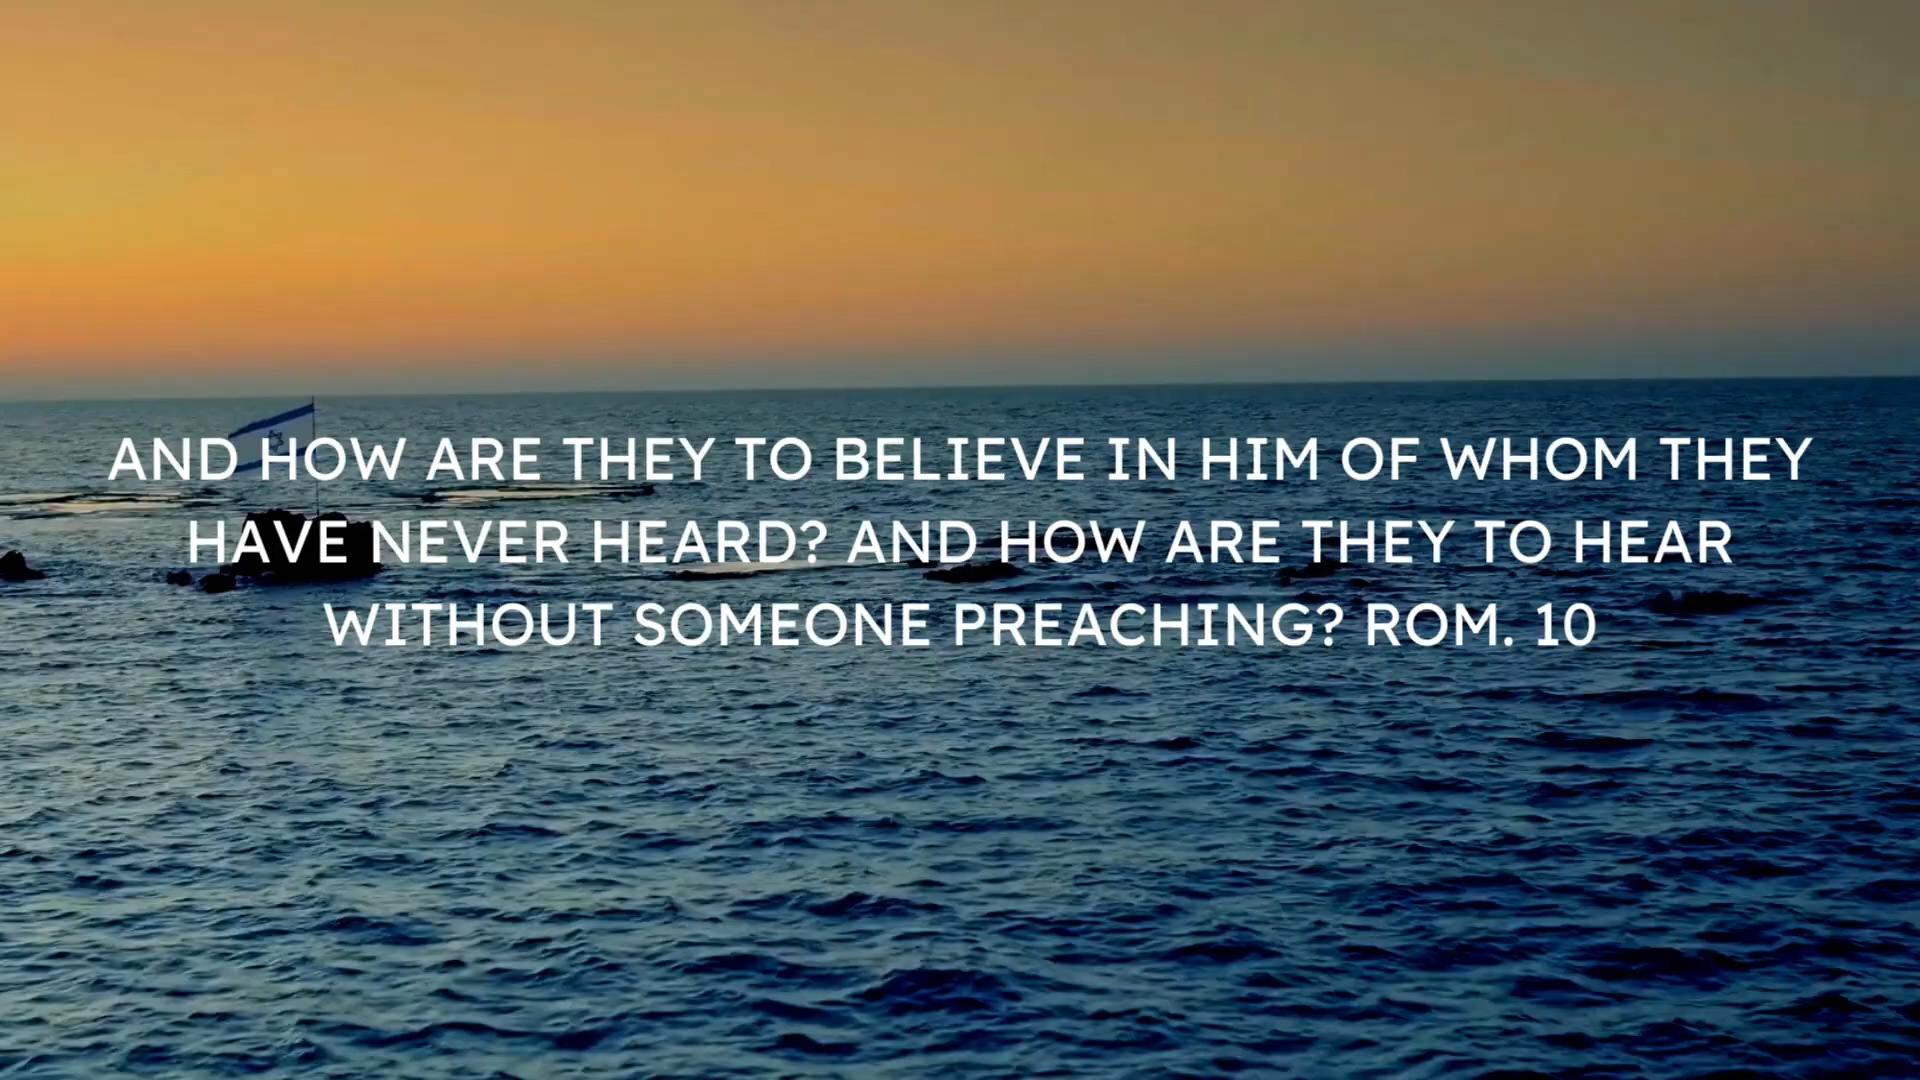 AND HOW ARE THEY TO BELIEVE IN HIM OF WHOM THEY
HAVE NEVER HEARD? AND HOW ARE THEY TO HEAR
WITHOUT SOMEONE PREACHING? ROM. 10